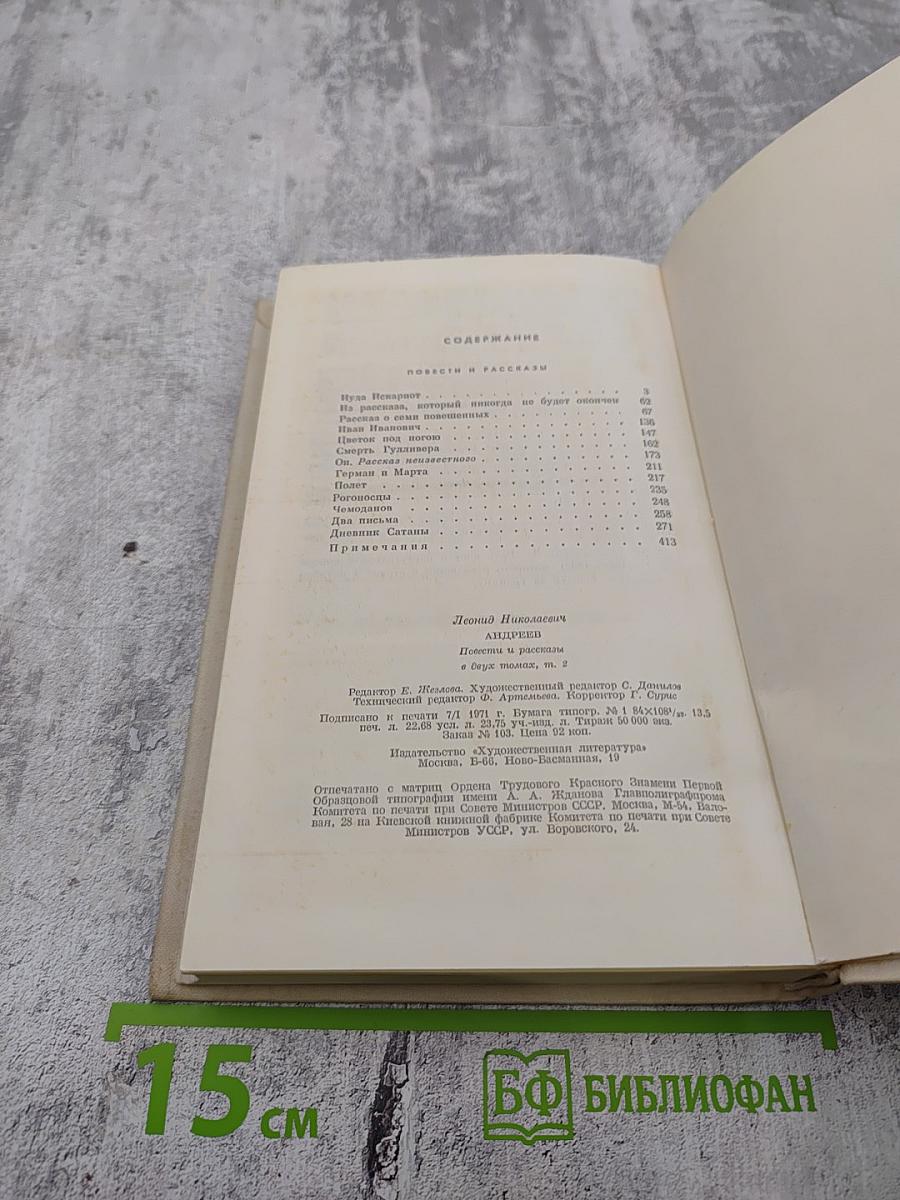 СОДЕРЖАНИЕ
ПОВЕСТИ И РАССКАЗЫ
Иуда Искариот . . . . . . . . . . . . . . . 3
Из рассказа, который никогда не будет окончен 62
Рассказ о семи повешенных . . . . . . . . . 67
Иван Иванович . . . . . . . . . . . . . . . 136
Цветок под ногою . . . . . . . . . . . . . 147
Смерть Гулливера . . . . . . . . . . . . . 162
Он. Рассказ неизвестного . . . . . . . . . . 173
Герман и Марта . . . . . . . . . . . . . . 211
Полет . . . . . . . . . . . . . . . . . . 217
Рогоносцы . . . . . . . . . . . . . . . . 235
Чемоданов . . . . . . . . . . . . . . . . 248
Два письма . . . . . . . . . . . . . . . . 258
Дневник Сатаны . . . . . . . . . . . . . . 271
Примечания . . . . . . . . . . . . . . . 413
Леонид Николаевич
АНДРЕЕВ
Повести и рассказы
в двух томах, т. 2
Редактор Е. Жезлова. Художественный редактор С. Данилов
Технический редактор Ф. Артемьева. Корректор Г. Сурис
Подписано к печати 7/I 1971 г. Бумага типогр. № 1 84×108¹/₃₂. 13,5
печ. л. 22,68 усл. л. 23,75 уч.-изд. л. Тираж 50 000 экз.
Заказ № 103. Цена 92 коп.
Издательство «Художественная литература»
Москва, Б-66, Ново-Басманная, 19
Отпечатано с матриц Ордена Трудового Красного Знамени Первой
Образцовой типографии имени А. А. Жданова Главполиграфпрома
Комитета по печати при Совете Министров СССР. Москва, М-54, Вало-
вая, 28 на Киевской книжной фабрике Комитета по печати при Совете
Министров УССР, ул. Воровского, 24.
15 см
БФ БИБЛИОФАН